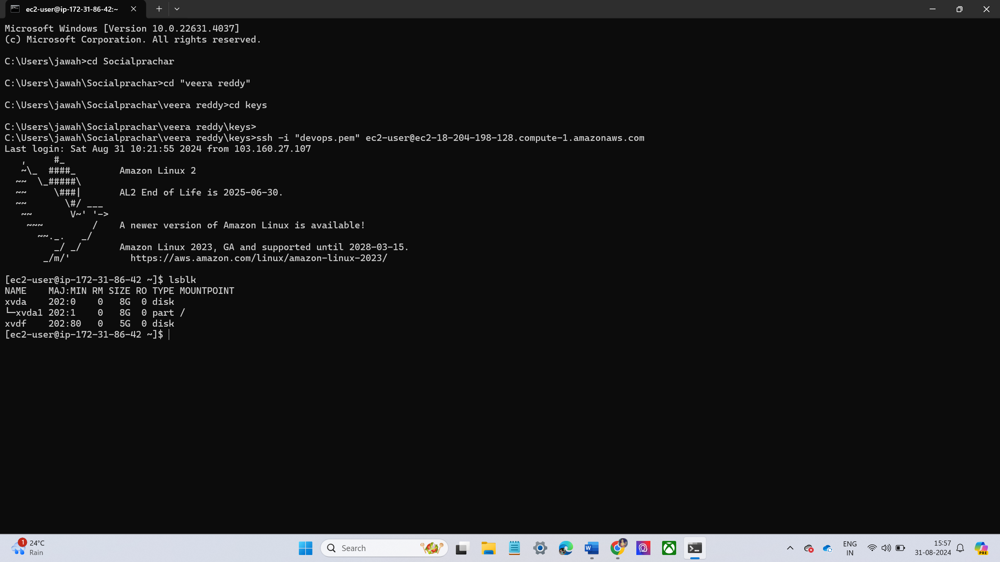 ec2-user@ip-172-31-86-42:~
Microsoft Windows [Version 10.0.22631.4037]
(c) Microsoft Corporation. All rights reserved.
C:\Users\jawah>cd Socialprachar
C:\Users\jawah\Socialprachar>cd "veera reddy"
C:\Users\jawah\Socialprachar\veera reddy>cd keys
C:\Users\jawah\Socialprachar\veera reddy\keys>
C:\Users\jawah\Socialprachar\veera reddy\keys>ssh -i "devops.pem" ec2-user@ec2-18-204-198-128.compute-1.amazonaws.com
Last login: Sat Aug 31 10:21:55 2024 from 103.160.27.107
   ,     #_
   ~\_  ####_        Amazon Linux 2
  ~~  \_#####\
  ~~     \###|       AL2 End of Life is 2025-06-30.
  ~~       \#/ ___
   ~~       V~' '->
    ~~~         /    A newer version of Amazon Linux is available!
      ~~._.   _/
         _/ _/       Amazon Linux 2023, GA and supported until 2028-03-15.
       _/m/'           https://aws.amazon.com/linux/amazon-linux-2023/
[ec2-user@ip-172-31-86-42 ~]$ lsblk
NAME    MAJ:MIN RM SIZE RO TYPE MOUNTPOINT
xvda    202:0    0   8G  0 disk
└─xvda1 202:1    0   8G  0 part /
xvdf    202:80   0   5G  0 disk
[ec2-user@ip-172-31-86-42 ~]$
1
24°C
Rain
Search
ENG
IN
15:57
31-08-2024
PRE